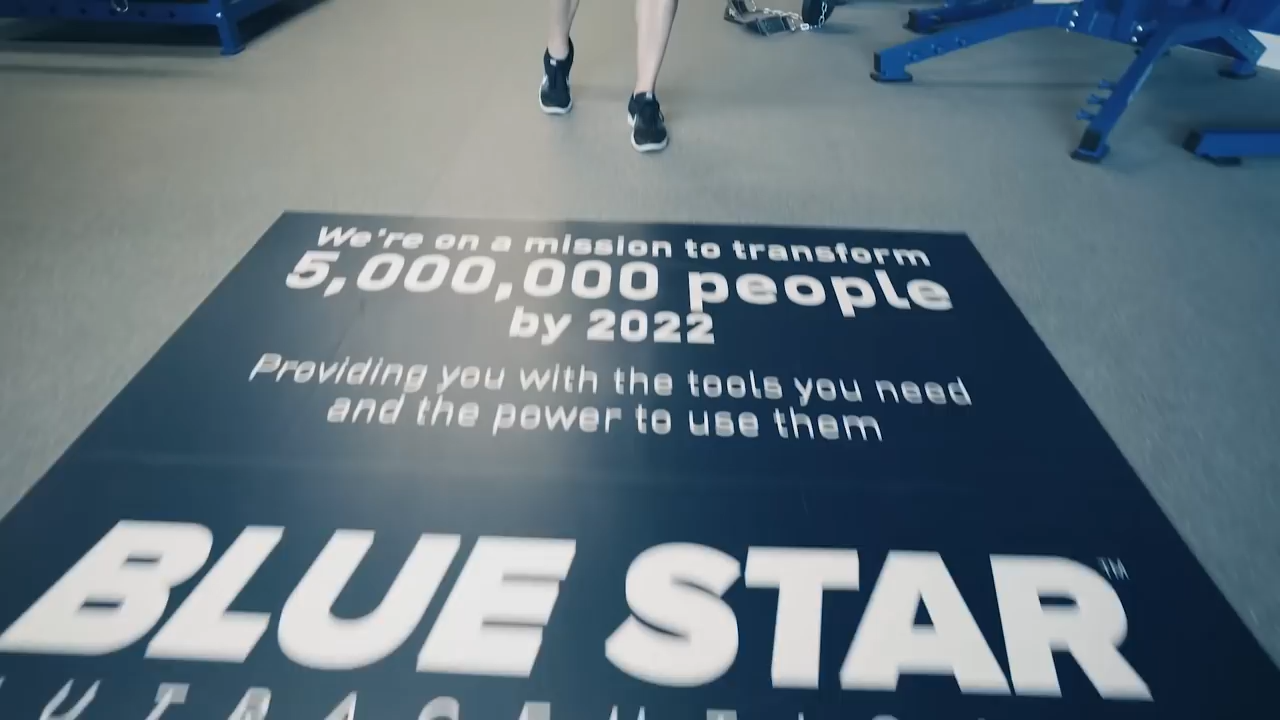 We're on a mission to transform
5,000,000 people
by 2022
Providing you with the tools you need
and the power to use them
BLUE STAR™